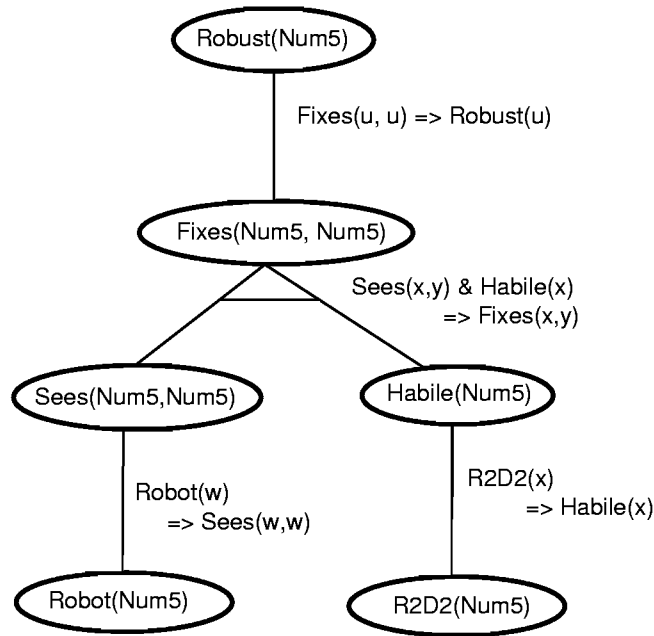 Robust(Num5)
Fixes(u, u) => Robust(u)
Fixes(Num5, Num5)
Sees(x,y) & Habile(x)
=> Fixes(x,y)
Sees(Num5,Num5)
Habile(Num5)
Robot(w)
=> Sees(w,w)
R2D2(x)
=> Habile(x)
Robot(Num5)
R2D2(Num5)